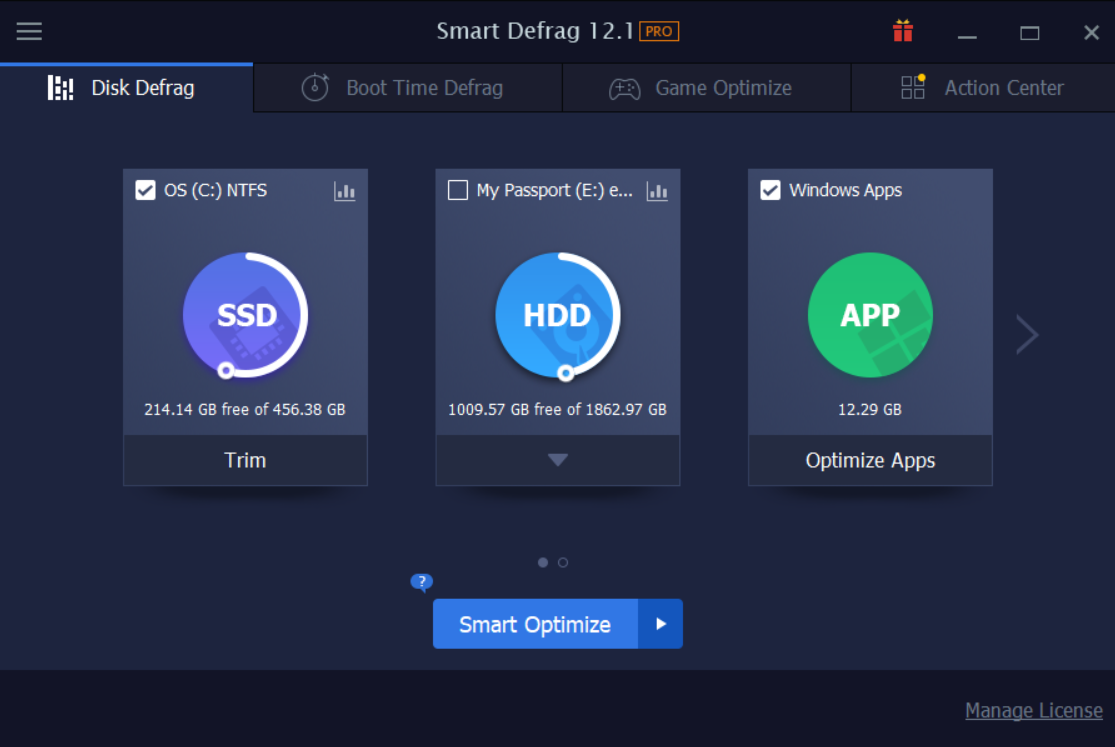 Smart Defrag 12.1 PRO
Disk Defrag
Boot Time Defrag
Game Optimize
Action Center
OS (C:) NTFS
SSD
214.14 GB free of 456.38 GB
Trim
My Passport (E:) e...
HDD
1009.57 GB free of 1862.97 GB
Windows Apps
APP
12.29 GB
Optimize Apps
?
Smart Optimize
Manage License